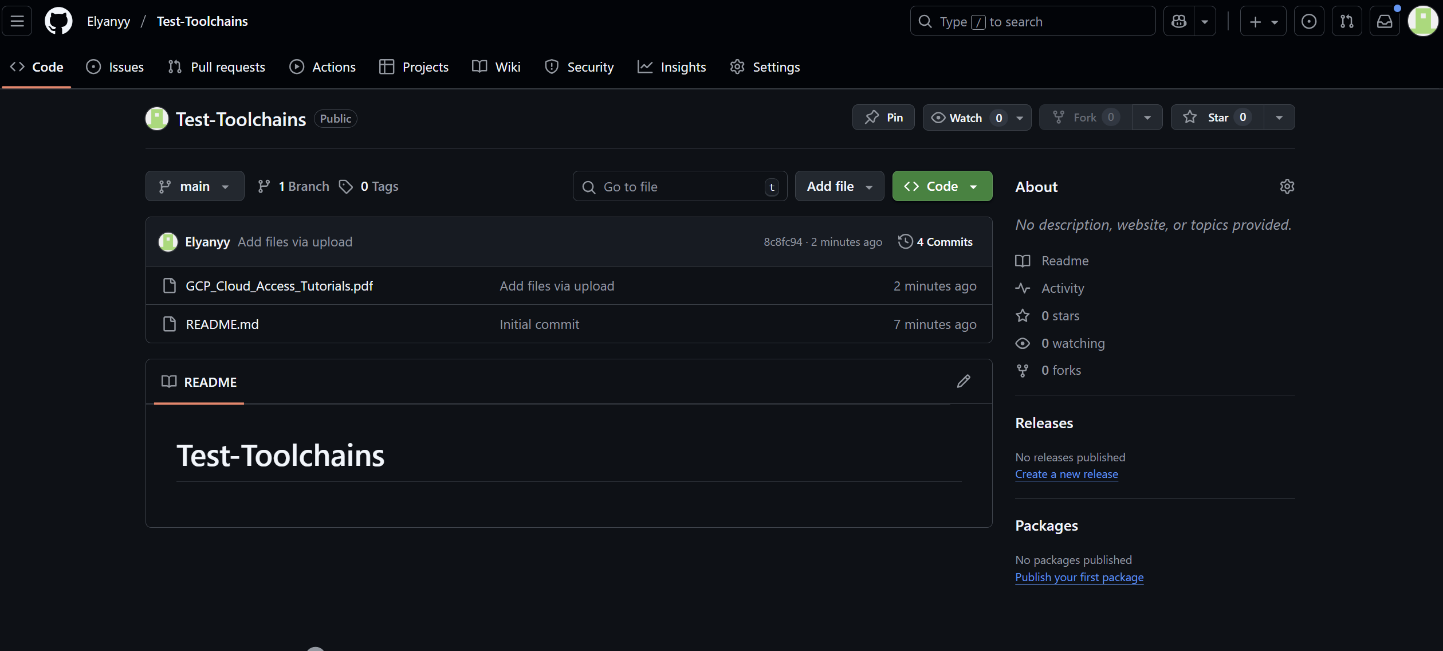 Elyanyy / Test-Toolchains
Type / to search
Code Issues Pull requests Actions Projects Wiki Security Insights Settings
Test-Toolchains Public
Pin Watch 0 Fork 0 Star 0
main 1 Branch 0 Tags Go to file t Add file Code
Elyanyy Add files via upload 8c8fc94 · 2 minutes ago 4 Commits
GCP_Cloud_Access_Tutorials.pdf Add files via upload 2 minutes ago
README.md Initial commit 7 minutes ago
README
Test-Toolchains
About
No description, website, or topics provided.
Readme
Activity
0 stars
0 watching
0 forks
Releases
No releases published
Create a new release
Packages
No packages published
Publish your first package